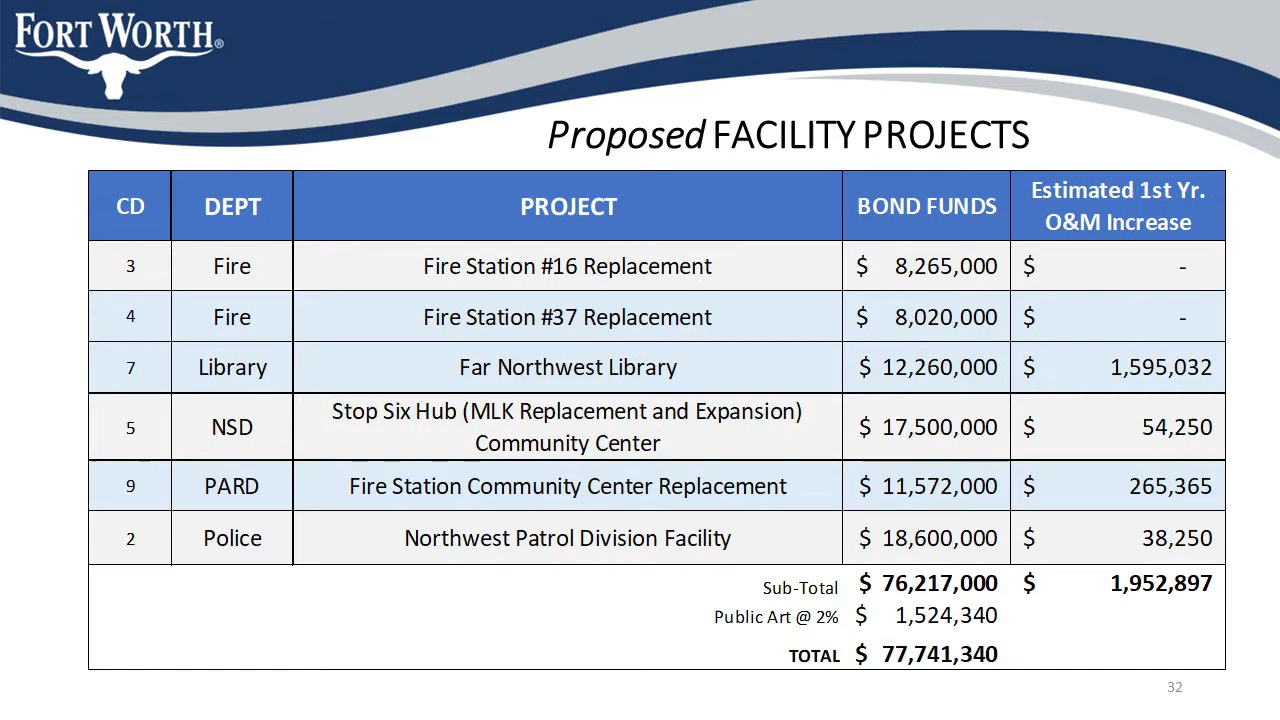 FORT WORTH®
Proposed FACILITY PROJECTS
CD DEPT PROJECT BOND FUNDS Estimated 1st Yr. O&M Increase
3 Fire Fire Station #16 Replacement $ 8,265,000 $ -
4 Fire Fire Station #37 Replacement $ 8,020,000 $ -
7 Library Far Northwest Library $ 12,260,000 $ 1,595,032
5 NSD Stop Six Hub (MLK Replacement and Expansion) Community Center $ 17,500,000 $ 54,250
9 PARD Fire Station Community Center Replacement $ 11,572,000 $ 265,365
2 Police Northwest Patrol Division Facility $ 18,600,000 $ 38,250
Sub-Total $ 76,217,000 $ 1,952,897
Public Art @ 2% $ 1,524,340
TOTAL $ 77,741,340
32